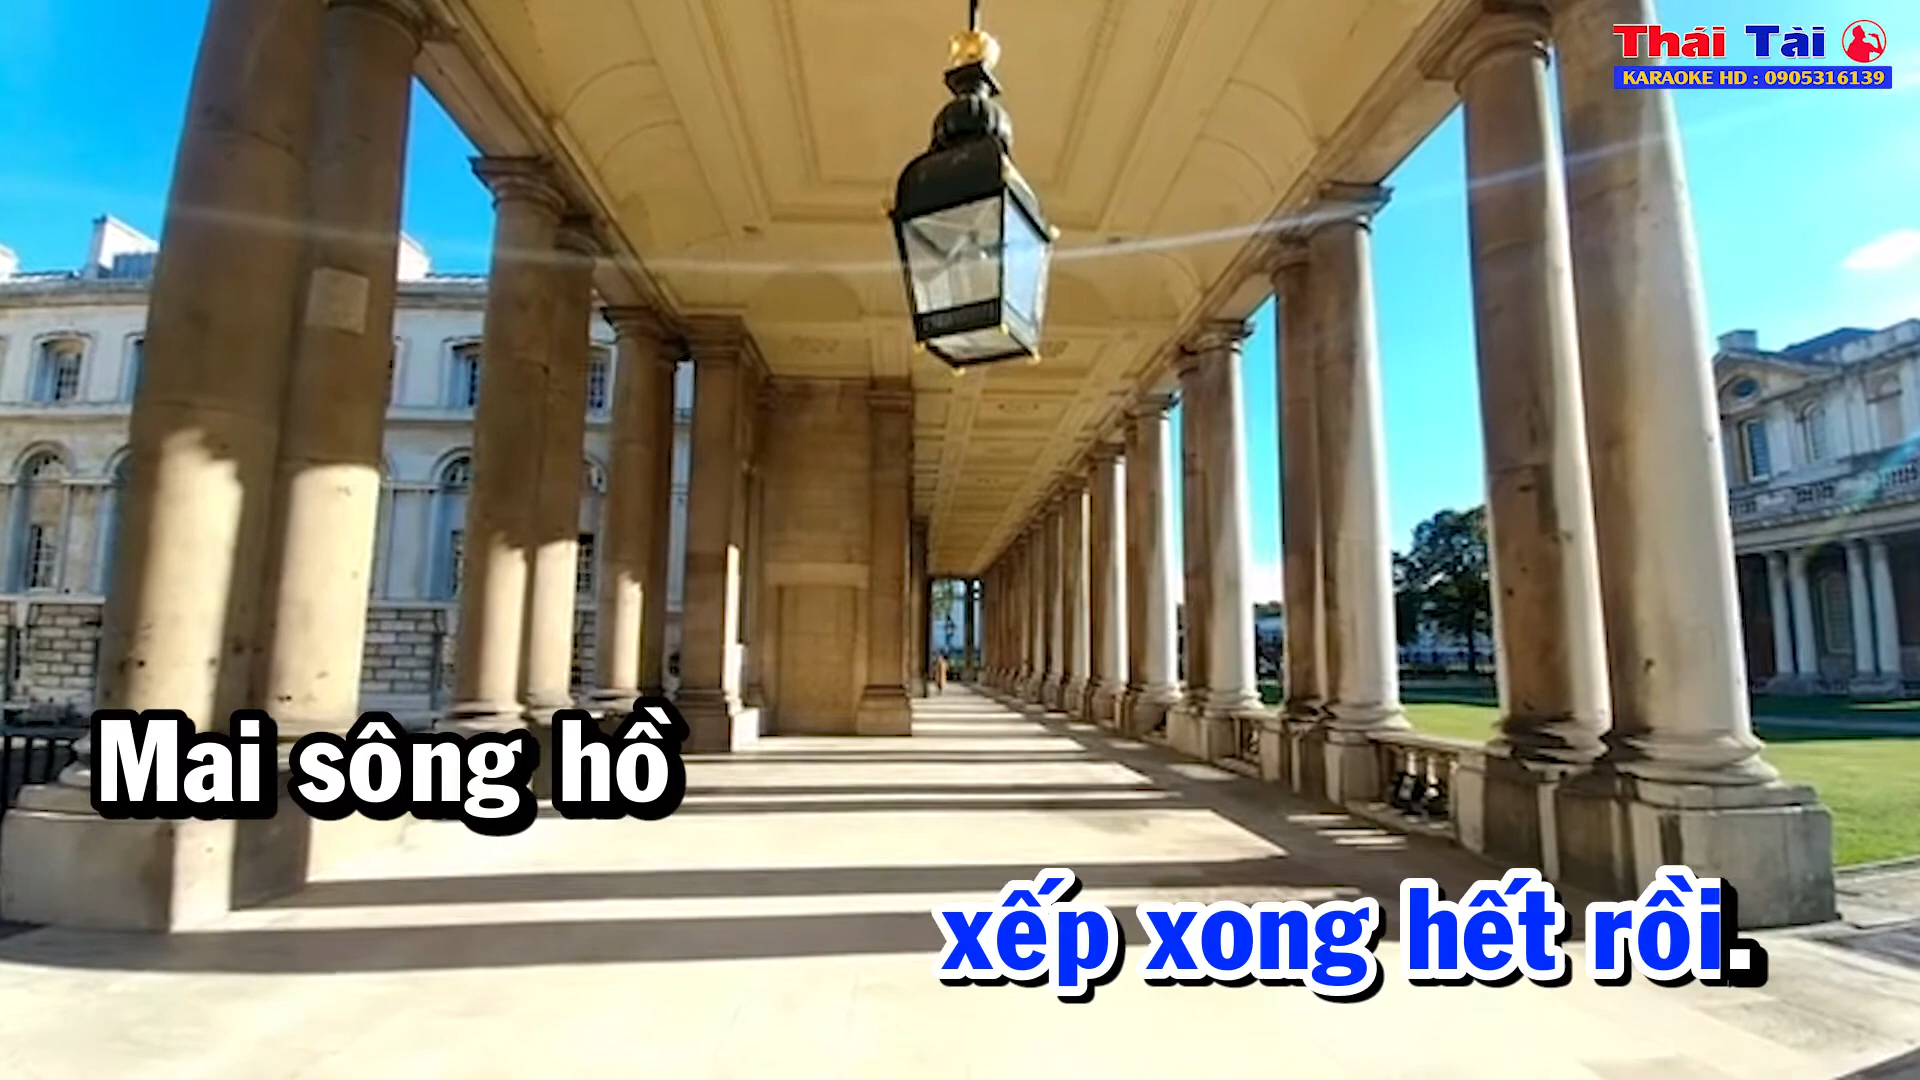 Thái Tài
KARAOKE HD : 0905316139
Mai sông hồ
xếp xong hết rồi.